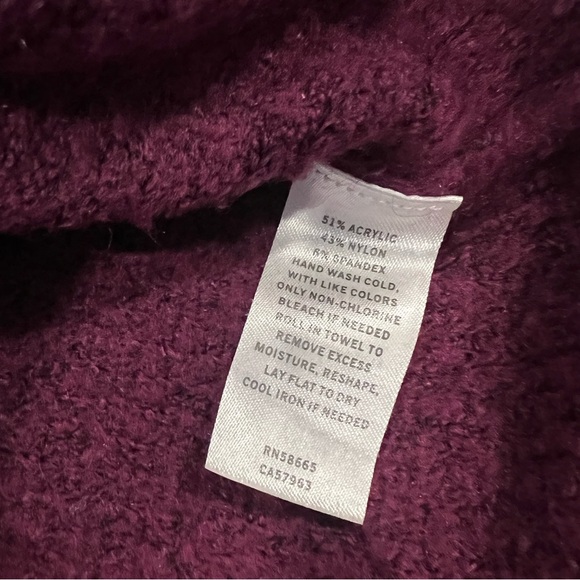 51% ACRYLIC
43% NYLON
6% SPANDEX
HAND WASH COLD,
WITH LIKE COLORS
ONLY NON-CHLORINE
BLEACH IF NEEDED
ROLL IN TOWEL TO
REMOVE EXCESS
MOISTURE, RESHAPE,
LAY FLAT TO DRY
COOL IRON IF NEEDED
RN58665
CA57963